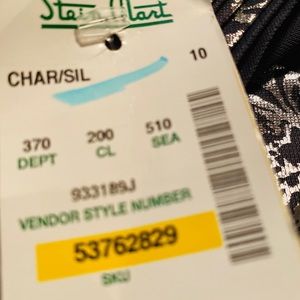 Stein Mart
CHAR/SIL 10
370 200 510
DEPT CL SEA
933189J
VENDOR STYLE NUMBER
53762829
SKU